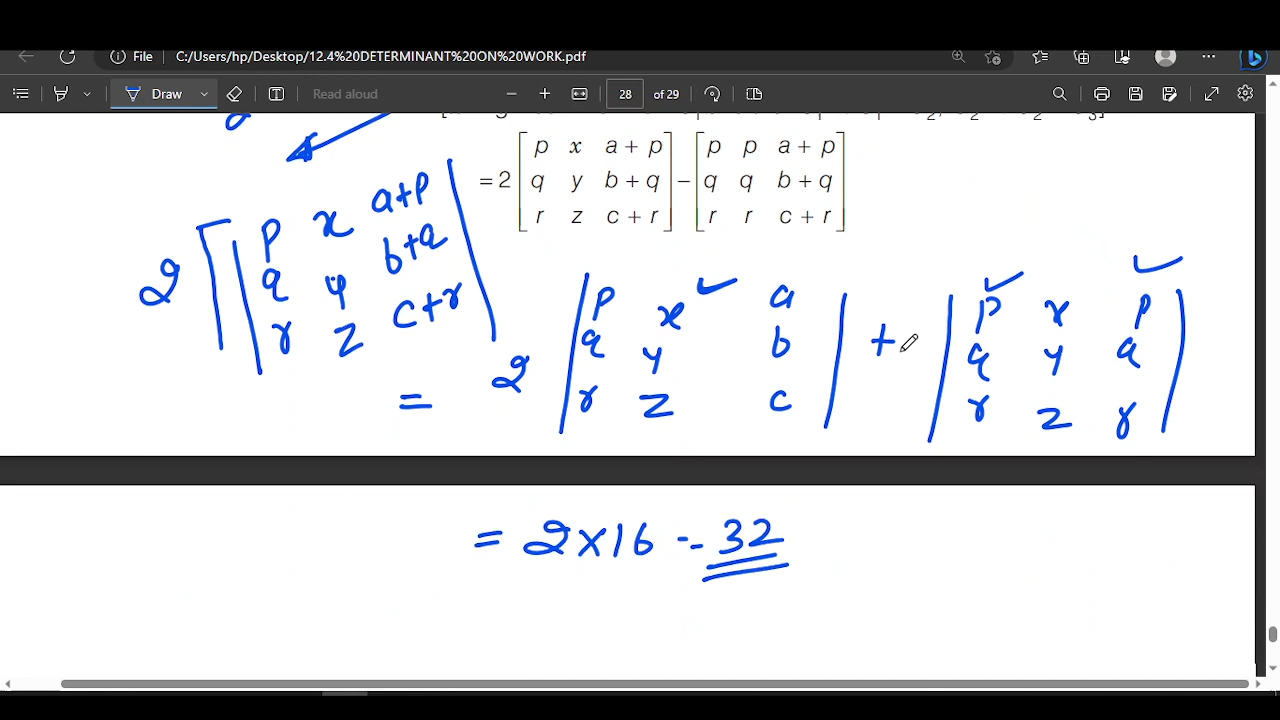 File C:/Users/hp/Desktop/12.4%20DETERMINANT%20ON%20WORK.pdf
Draw Read aloud 28 of 29
= 2 [ p x a + p ] − [ p p a + p ]
[ q y b + q ] [ q q b + q ]
[ r z c + r ] [ r r c + r ]
2 [ | p x a+p |
| q y b+q |
| r z c+r |
= 2 | p x ✓ a | + | p ✓ x p ✓ |
| q y b | | q y q |
| r z c | | r z r |
= 2×16 -- 32